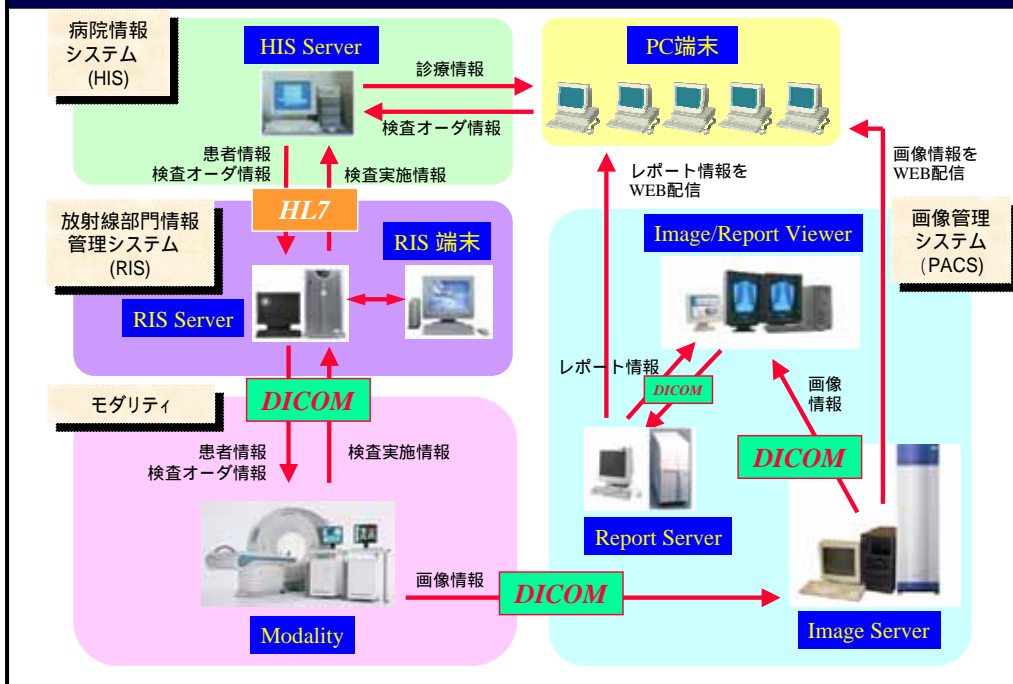 病院情報
システム
(HIS)
HIS Server
PC端末
診療情報
検査オーダ情報
患者情報
検査オーダ情報
検査実施情報
レポート情報を
WEB配信
画像情報を
WEB配信
HL7
放射線部門情報
管理システム
(RIS)
RIS 端末
RIS Server
Image/Report Viewer
画像管理
システム
(PACS)
レポート情報
DICOM
画像
情報
DICOM
モダリティ
DICOM
患者情報
検査オーダ情報
検査実施情報
Report Server
画像情報
DICOM
Modality
Image Server